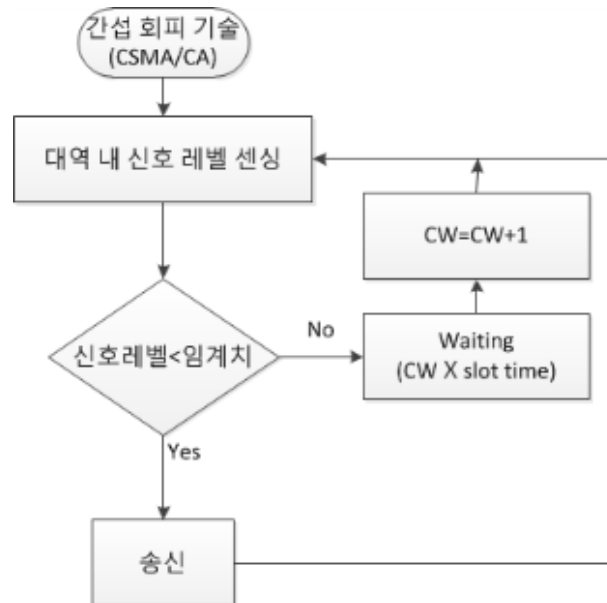 간섭 회피 기술
(CSMA/CA)
대역 내 신호 레벨 센싱
CW=CW+1
신호레벨<임계치
No
Waiting
(CW X slot time)
Yes
송신